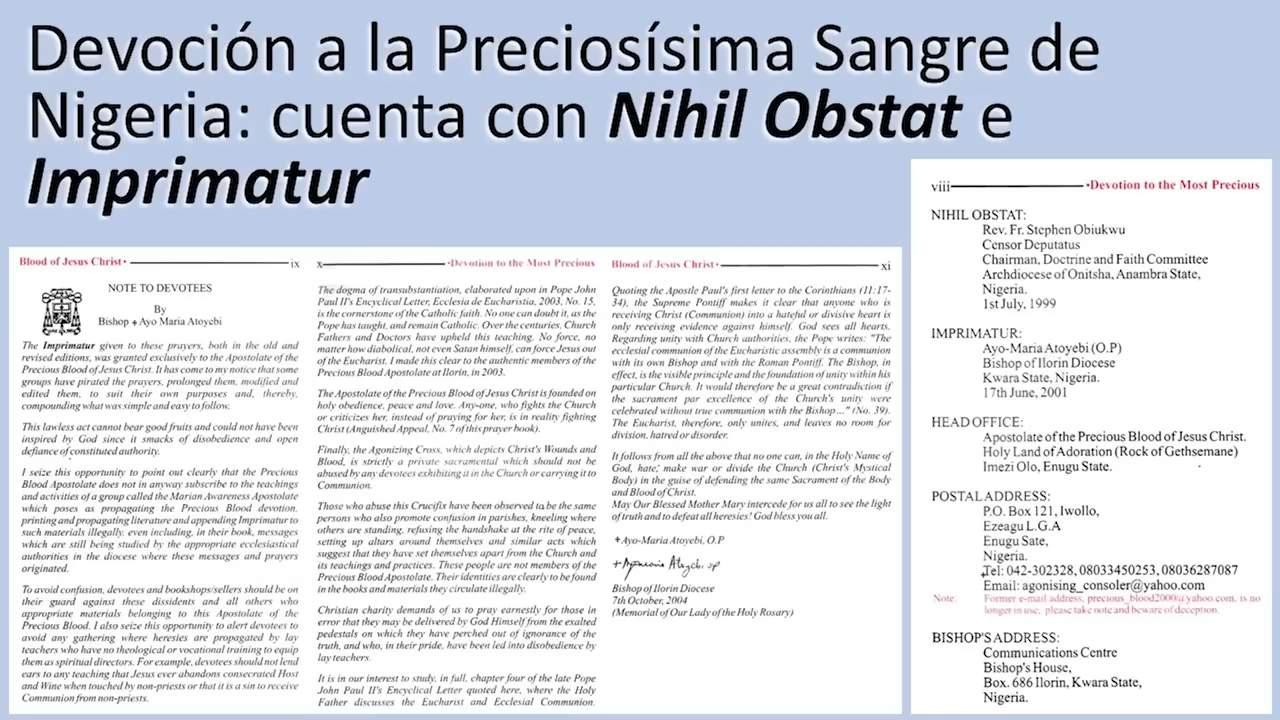 Devoción a la Preciosísima Sangre de
Nigeria: cuenta con Nihil Obstat e
Imprimatur
Blood of Jesus Christ • ix
NOTE TO DEVOTEES
By
Bishop + Ayo Maria Atoyebi
The Imprimatur given to these prayers, both in the old and
revised editions, was granted exclusively to the Apostolate of the
Precious Blood of Jesus Christ. It has come to my notice that some
groups have pirated the prayers, prolonged them, modified and
edited them, to suit their own purposes and, thereby,
compounding what was simple and easy to follow.
This lawless act cannot bear good fruits and could not have been
inspired by God since it smacks of disobedience and open
defiance of constituted authority.
I seize this opportunity to point out clearly that the Precious
Blood Apostolate does not in anyway subscribe to the teachings
and activities of a group called the Marian Awareness Apostolate
which poses as propagating the Precious Blood devotion,
printing and propagating literature and appending Imprimatur to
such materials illegally, even including, in their book, messages
which are still being studied by the appropriate ecclesiastical
authorities in the diocese where these messages and prayers
originated.
To avoid confusion, devotees and bookshops/sellers should be on
their guard against these dissidents and all others who
appropriate materials belonging to this Apostolate of the
Precious Blood. I also seize this opportunity to alert devotees to
avoid any gathering where heresies are propagated by lay
teachers who have no theological or vocational training to equip
them as spiritual directors. For example, devotees should not lend
ears to any teaching that Jesus ever abandons consecrated Host
and Wine when touched by non-priests or that it is a sin to receive
Communion from non-priests.
x •Devotion to the Most Precious
The dogma of transubstantiation, elaborated upon in Pope John
Paul II's Encyclical Letter, Ecclesia de Eucharistia, 2003, No. 15,
is the cornerstone of the Catholic faith. No one can doubt it, as the
Pope has taught, and remain Catholic. Over the centuries, Church
Fathers and Doctors have upheld this teaching. No force, no
matter how diabolical, not even Satan himself, can force Jesus out
of the Eucharist. I made this clear to the authentic members of the
Precious Blood Apostolate at Ilorin, in 2003.
The Apostolate of the Precious Blood of Jesus Christ is founded on
holy obedience, peace and love. Any-one, who fights the Church
or criticizes her, instead of praying for her, is in reality fighting
Christ (Anguished Appeal, No. 7 of this prayer book).
Finally, the Agonizing Cross, which depicts Christ's Wounds and
Blood, is strictly a private sacramental which should not be
abused by any devotees exhibiting it in the Church or carrying it to
Communion.
Those who abuse this Crucifix have been observed to be the same
persons who also promote confusion in parishes, kneeling where
others are standing, refusing the handshake at the rite of peace,
setting up altars around themselves and similar acts which
suggest that they have set themselves apart from the Church and
its teachings and practices. These people are not members of the
Precious Blood Apostolate. Their identities are clearly to be found
in the books and materials they circulate illegally.
Christian charity demands of us to pray earnestly for those in
error that they may be delivered by God Himself from the exalted
pedestals on which they have perched out of ignorance of the
truth, and who, in their pride, have been led into disobedience by
lay teachers.
It is in our interest to study, in full, chapter four of the late Pope
John Paul II's Encyclical Letter quoted here, where the Holy
Father discusses the Eucharist and Ecclesial Communion.
Blood of Jesus Christ • xi
Quoting the Apostle Paul's first letter to the Corinthians (11:17-
34), the Supreme Pontiff makes it clear that anyone who is
receiving Christ (Communion) into a hateful or divisive heart is
only receiving evidence against himself. God sees all hearts.
Regarding unity with Church authorities, the Pope writes: "The
ecclesial communion of the Eucharistic assembly is a communion
with its own Bishop and with the Roman Pontiff. The Bishop, in
effect, is the visible principle and the foundation of unity within his
particular Church. It would therefore be a great contradiction if
the sacrament par excellence of the Church's unity were
celebrated without true communion with the Bishop..." (No. 39).
The Eucharist, therefore, only unites, and leaves no room for
division, hatred or disorder.
It follows from all the above that no one can, in the Holy Name of
God, hate, make war or divide the Church (Christ's Mystical
Body) in the guise of defending the same Sacrament of the Body
and Blood of Christ.
May Our Blessed Mother Mary intercede for us all to see the light
of truth and to defeat all heresies! God bless you all.
+Ayo-Maria Atoyebi, O.P
Bishop of Ilorin Diocese
7th October, 2004
(Memorial of Our Lady of the Holy Rosary)
viii •Devotion to the Most Precious
NIHIL OBSTAT:
Rev. Fr. Stephen Obiukwu
Censor Deputatus
Chairman, Doctrine and Faith Committee
Archdiocese of Onitsha, Anambra State,
Nigeria.
1st July, 1999
IMPRIMATUR:
Ayo-Maria Atoyebi (O.P)
Bishop of Ilorin Diocese
Kwara State, Nigeria.
17th June, 2001
HEAD OFFICE:
Apostolate of the Precious Blood of Jesus Christ.
Holy Land of Adoration (Rock of Gethsemane)
Imezi Olo, Enugu State.
POSTAL ADDRESS:
P.O. Box 121, Iwollo,
Ezeagu L.G.A
Enugu Sate,
Nigeria.
Tel: 042-302328, 08033450253, 08036287087
Email: agonising_consoler@yahoo.com
Note: Former e-mail address, precious_blood2000@yahoo.com, is no
longer in use, please take note and beware of deception.
BISHOP'S ADDRESS:
Communications Centre
Bishop's House,
Box. 686 Ilorin, Kwara State,
Nigeria.